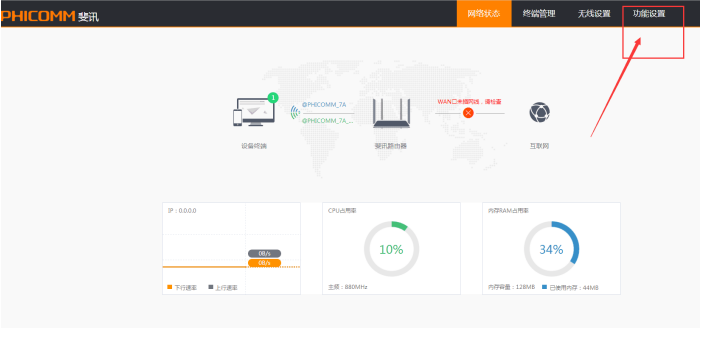 PHICOMM 斐讯 网络状态 终端管理 无线设置 功能设置
1
@PHICOMM_7A WAN口未插网线,请检查
@PHICOMM_7A_...
设备终端 斐讯路由器 互联网
IP:0.0.0.0 CPU占用率 内存RAM占用率
0B/s
0B/s
10% 34%
下行速率 上行速率 主频:880MHz 内存容量:128MB 已使用内存:44MB